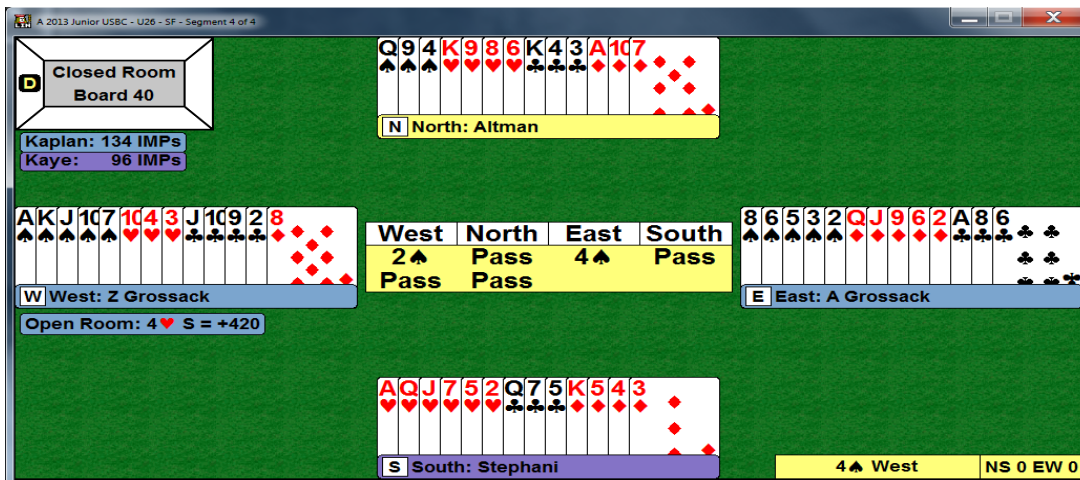 A 2013 Junior USBC - U26 - SF - Segment 4 of 4
Closed Room
Board 40
D
Kaplan: 134 IMPs
Kaye: 96 IMPs
Q 9 4 K 9 8 6 K 4 3 A 10 7
♠ ♠ ♠ ♥ ♥ ♥ ♥ ♣ ♣ ♣ ♦ ♦ ♦
N North: Altman
A K J 10 7 10 4 3 J 10 9 2 8
♠ ♠ ♠ ♠ ♠ ♥ ♥ ♥ ♣ ♣ ♣ ♣ ♦
W West: Z Grossack
Open Room: 4♥ S = +420
West North East South
2♠ Pass 4♠ Pass
Pass Pass
8 6 5 3 2 Q J 9 6 2 A 8 6
♠ ♠ ♠ ♠ ♠ ♦ ♦ ♦ ♦ ♦ ♣ ♣ ♣
E East: A Grossack
A Q J 7 5 2 Q 7 5 K 5 4 3
♥ ♥ ♥ ♥ ♥ ♥ ♣ ♣ ♣ ♦ ♦ ♦ ♦
S South: Stephani
4♠ West NS 0 EW 0